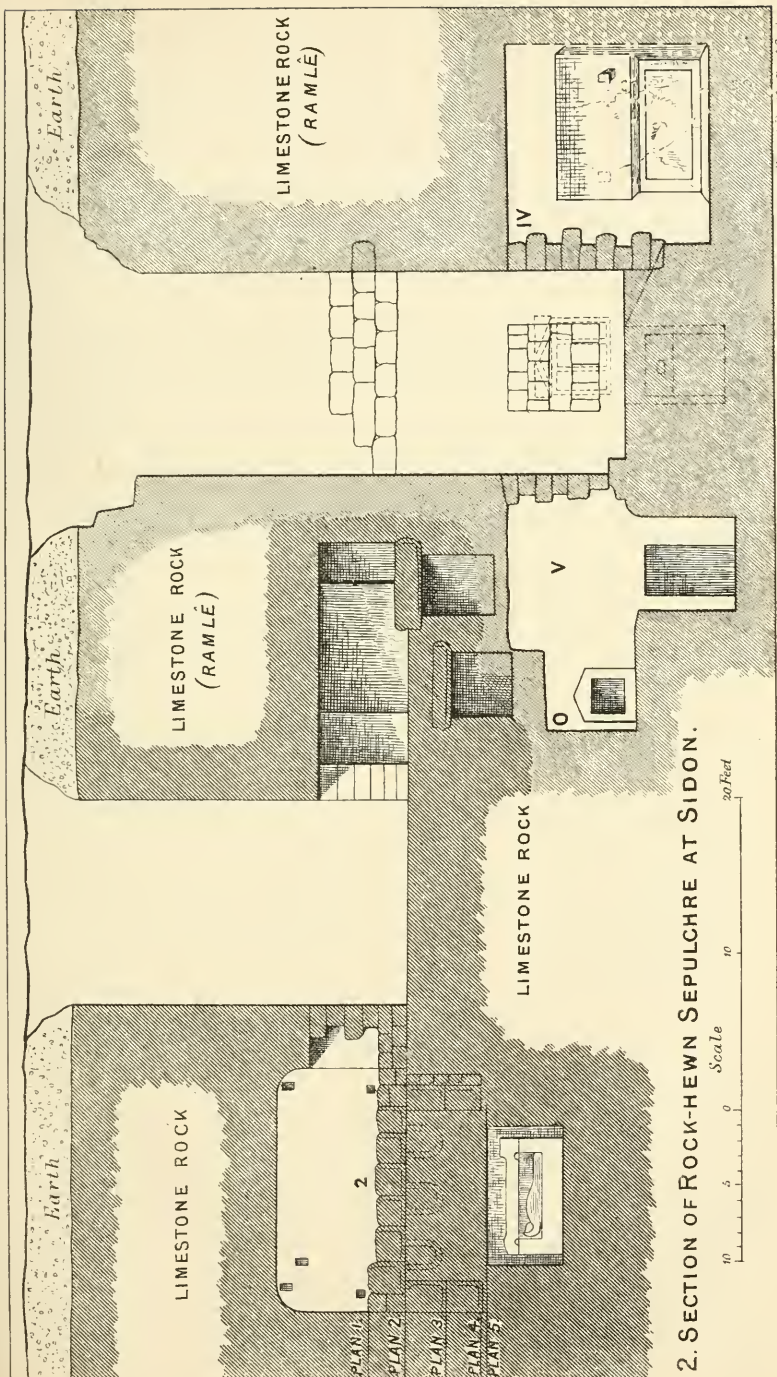 Earth
Earth
Earth
LIMESTONE ROCK
LIMESTONE ROCK
(RAMLÊ)
LIMESTONE ROCK
(RAMLÊ)
2
PLAN 1.
PLAN 2.
PLAN 3
PLAN 4.
PLAN 5.
LIMESTONE ROCK
O
V
IV
2. SECTION OF ROCK-HEWN SEPULCHRE AT SIDON.
10 5 0 10 20 Feet
Scale